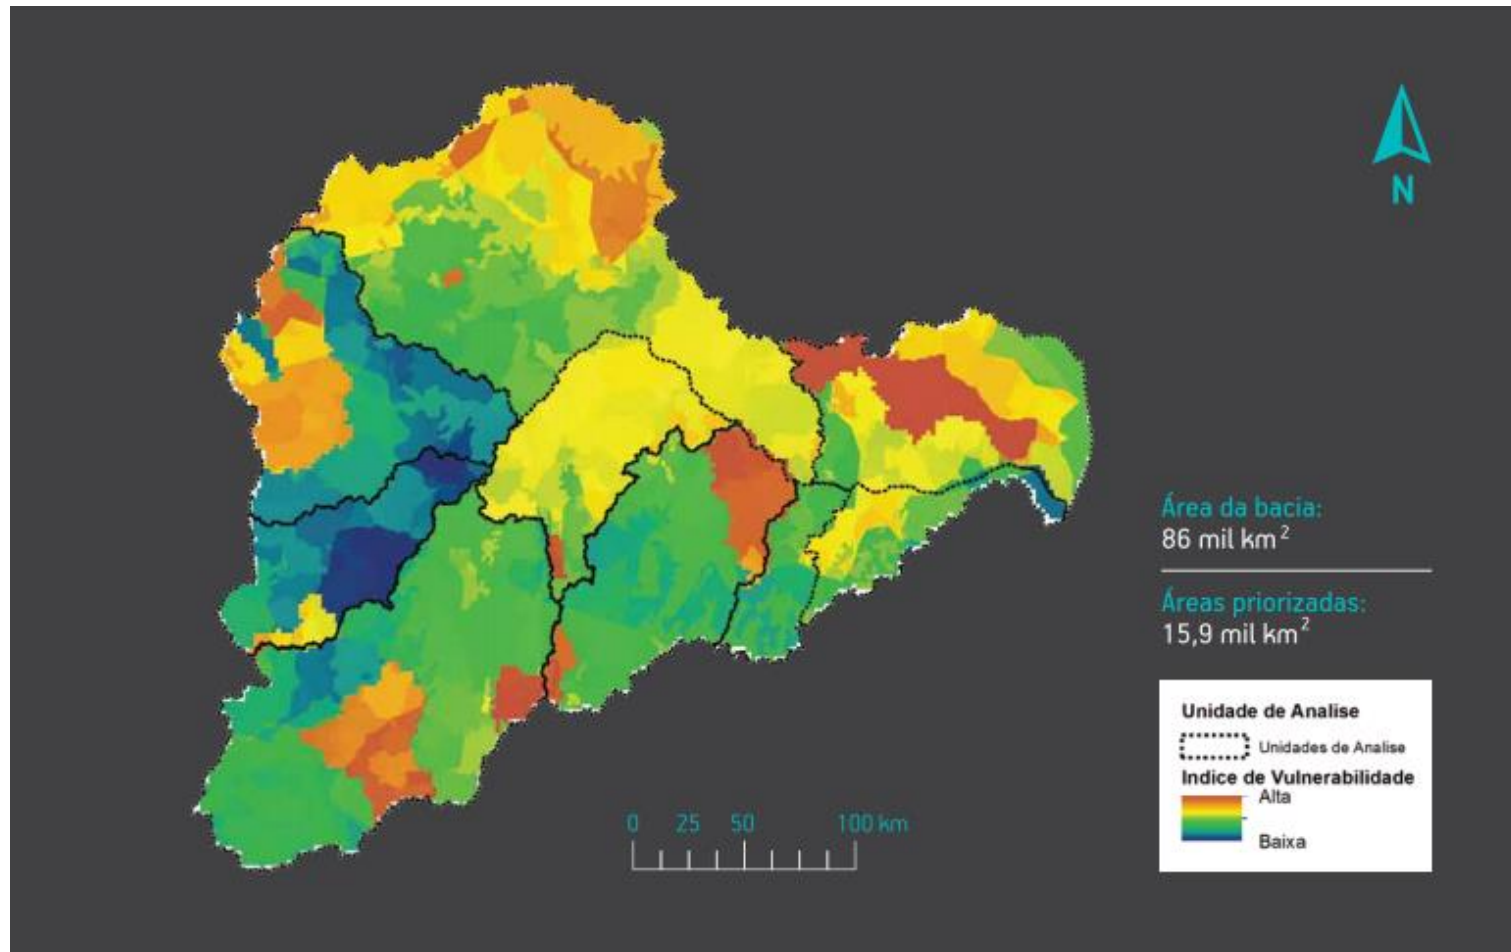 N
Área da bacia:
86 mil km²
Áreas priorizadas:
15,9 mil km²
Unidade de Analise
Unidades de Analise
Indice de Vulnerabilidade
Alta
Baixa
0 25 50 100 km